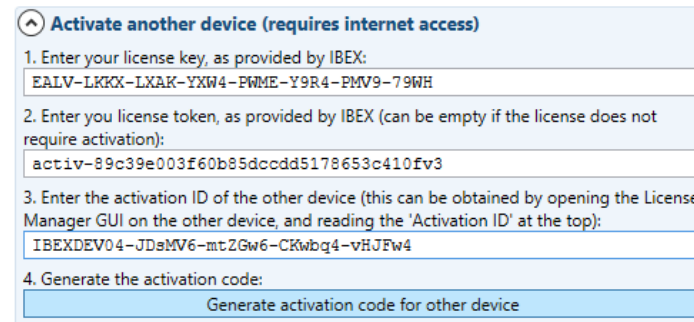 Activate another device (requires internet access)
1. Enter your license key, as provided by IBEX:
EALV-LKKX-LXAK-YXW4-PWME-Y9R4-PMV9-79WH
2. Enter you license token, as provided by IBEX (can be empty if the license does not
require activation):
activ-89c39e003f60b85dccdd5178653c410fv3
3. Enter the activation ID of the other device (this can be obtained by opening the License
Manager GUI on the other device, and reading the 'Activation ID' at the top):
IBEXDEV04-JDsMV6-mtZGw6-CKwbq4-vHJFw4
4. Generate the activation code:
Generate activation code for other device